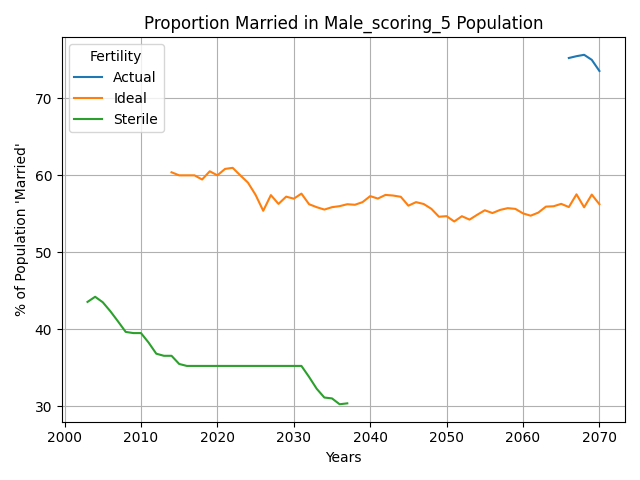 Proportion Married in Male_scoring_5 Population
Fertility
Actual
Ideal
Sterile
% of Population 'Married'
70
60
50
40
30
2000 2010 2020 2030 2040 2050 2060 2070
Years